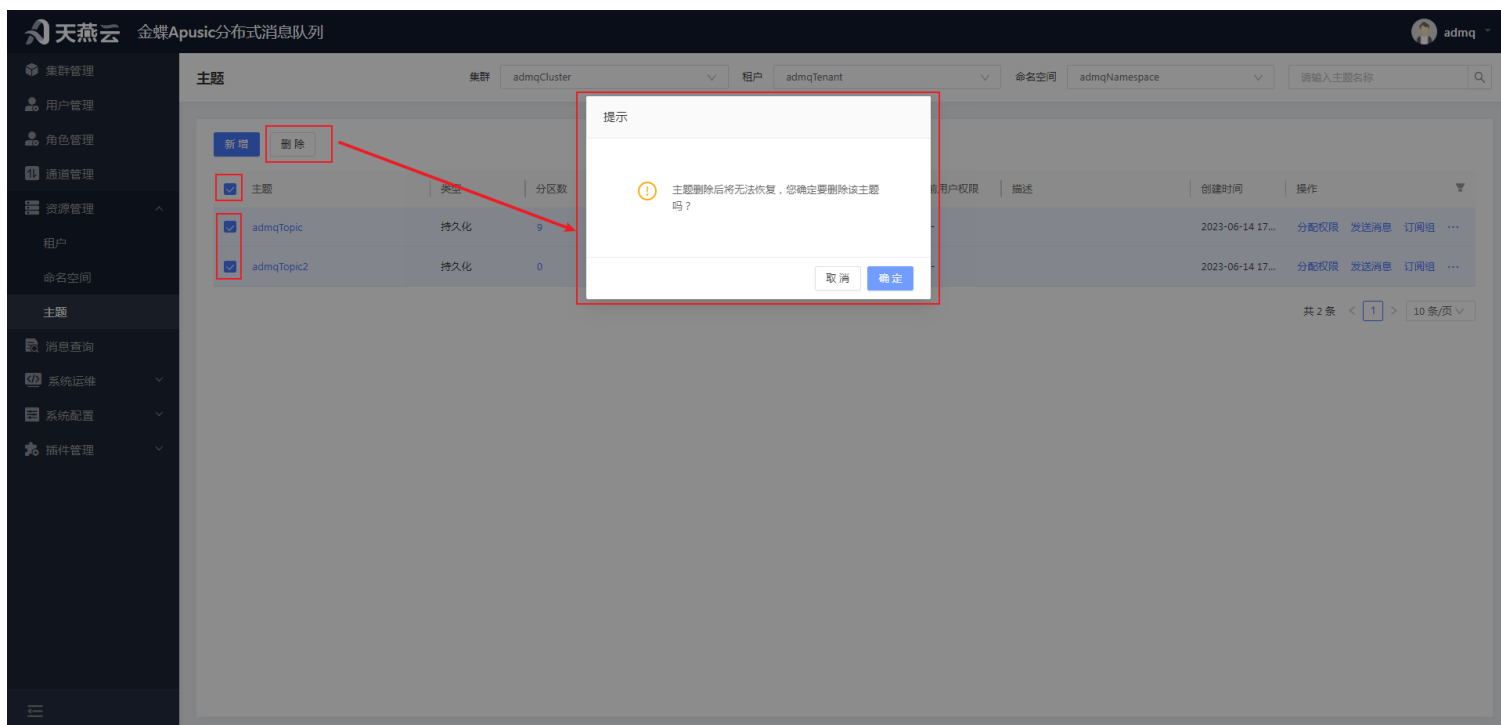 天燕云 金蝶Apusic分布式消息队列
admq
集群管理
用户管理
角色管理
通道管理
资源管理
租户
命名空间
主题
消息查询
系统运维
系统配置
插件管理
主题 集群 admqCluster 租户 admqTenant 命名空间 admqNamespace 请输入主题名称
新增 删除
主题 类型 分区数 用户权限 描述 创建时间 操作
admqTopic 持久化 9 - 2023-06-14 17... 分配权限 发送消息 订阅组 ...
admqTopic2 持久化 0 - 2023-06-14 17... 分配权限 发送消息 订阅组 ...
共 2 条 < 1 > 10 条/页
提示
主题删除后将无法恢复，您确定要删除该主题
吗？
取消 确定